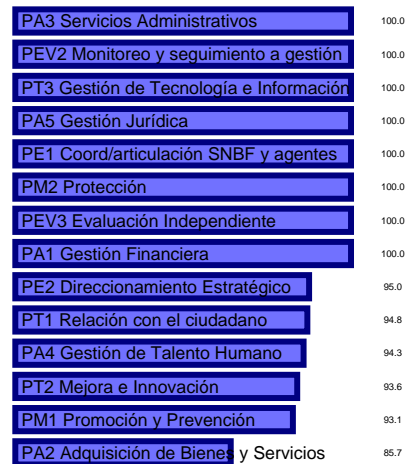 PA3 Servicios Administrativos 100.0
PEV2 Monitoreo y seguimiento a gestión 100.0
PT3 Gestión de Tecnología e Información 100.0
PA5 Gestión Jurídica 100.0
PE1 Coord/articulación SNBF y agentes 100.0
PM2 Protección 100.0
PEV3 Evaluación Independiente 100.0
PA1 Gestión Financiera 100.0
PE2 Direccionamiento Estratégico 95.0
PT1 Relación con el ciudadano 94.8
PA4 Gestión de Talento Humano 94.3
PT2 Mejora e Innovación 93.6
PM1 Promoción y Prevención 93.1
PA2 Adquisición de Bienes y Servicios 85.7